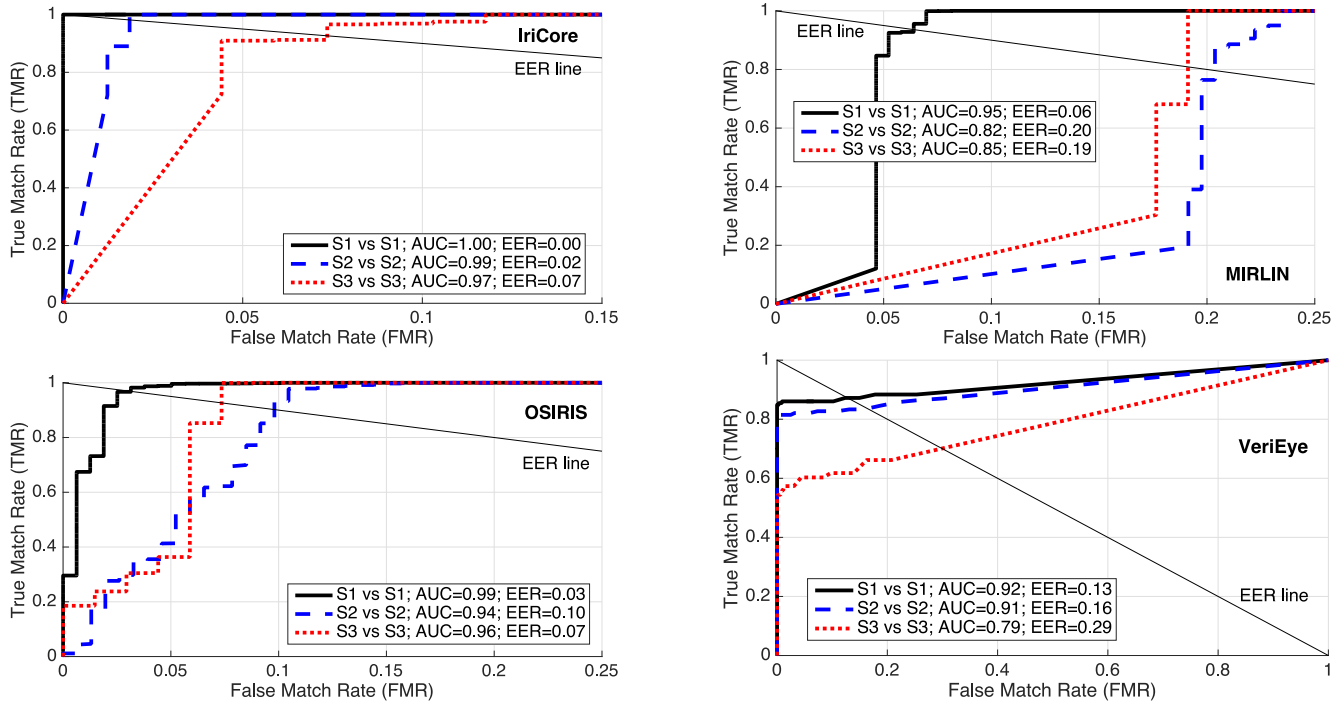 True Match Rate (TMR)
1
0.8
0.6
0.4
0.2
0
IriCore
EER line
S1 vs S1; AUC=1.00; EER=0.00
S2 vs S2; AUC=0.99; EER=0.02
S3 vs S3; AUC=0.97; EER=0.07
0 0.05 0.1 0.15
False Match Rate (FMR)
True Match Rate (TMR)
1
0.8
0.6
0.4
0.2
0
EER line
S1 vs S1; AUC=0.95; EER=0.06
S2 vs S2; AUC=0.82; EER=0.20
S3 vs S3; AUC=0.85; EER=0.19
MIRLIN
0 0.05 0.1 0.15 0.2 0.25
False Match Rate (FMR)
True Match Rate (TMR)
1
0.8
0.6
0.4
0.2
0
OSIRIS
EER line
S1 vs S1; AUC=0.99; EER=0.03
S2 vs S2; AUC=0.94; EER=0.10
S3 vs S3; AUC=0.96; EER=0.07
0 0.05 0.1 0.15 0.2 0.25
False Match Rate (FMR)
True Match Rate (TMR)
1
0.8
0.6
0.4
0.2
0
VeriEye
EER line
S1 vs S1; AUC=0.92; EER=0.13
S2 vs S2; AUC=0.91; EER=0.16
S3 vs S3; AUC=0.79; EER=0.29
0 0.2 0.4 0.6 0.8 1
False Match Rate (FMR)